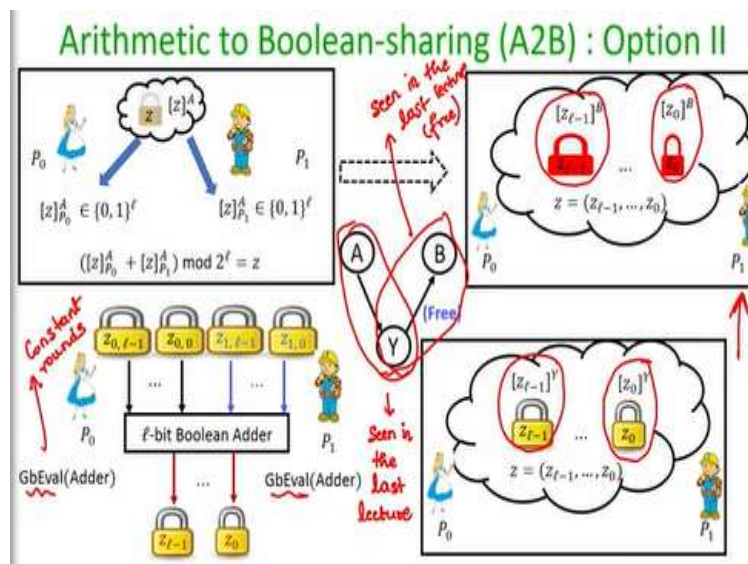 Arithmetic to Boolean-sharing (A2B) : Option II
z [z]^A
P_0
P_1
[z]^A_{P_0} ∈ {0,1}^ℓ
[z]^A_{P_1} ∈ {0,1}^ℓ
([z]^A_{P_0} + [z]^A_{P_1}) mod 2^ℓ = z
seen in the
last lecture
(free)
[z_{ℓ-1}]^B
[z_0]^B
z_{ℓ-1}
...
z_0
z = (z_{ℓ-1}, ..., z_0)
P_0
P_1
A
B
Y
(Free)
Constant
rounds
z_{0,ℓ-1}
z_{0,0}
z_{1,ℓ-1}
z_{1,0}
...
...
P_0
ℓ-bit Boolean Adder
P_1
GbEval(Adder)
...
GbEval(Adder)
z_{ℓ-1}
z_0
Seen in
the
last
lecture
[z_{ℓ-1}]^Y
[z_0]^Y
z_{ℓ-1}
...
z_0
z = (z_{ℓ-1}, ..., z_0)
P_0
P_1